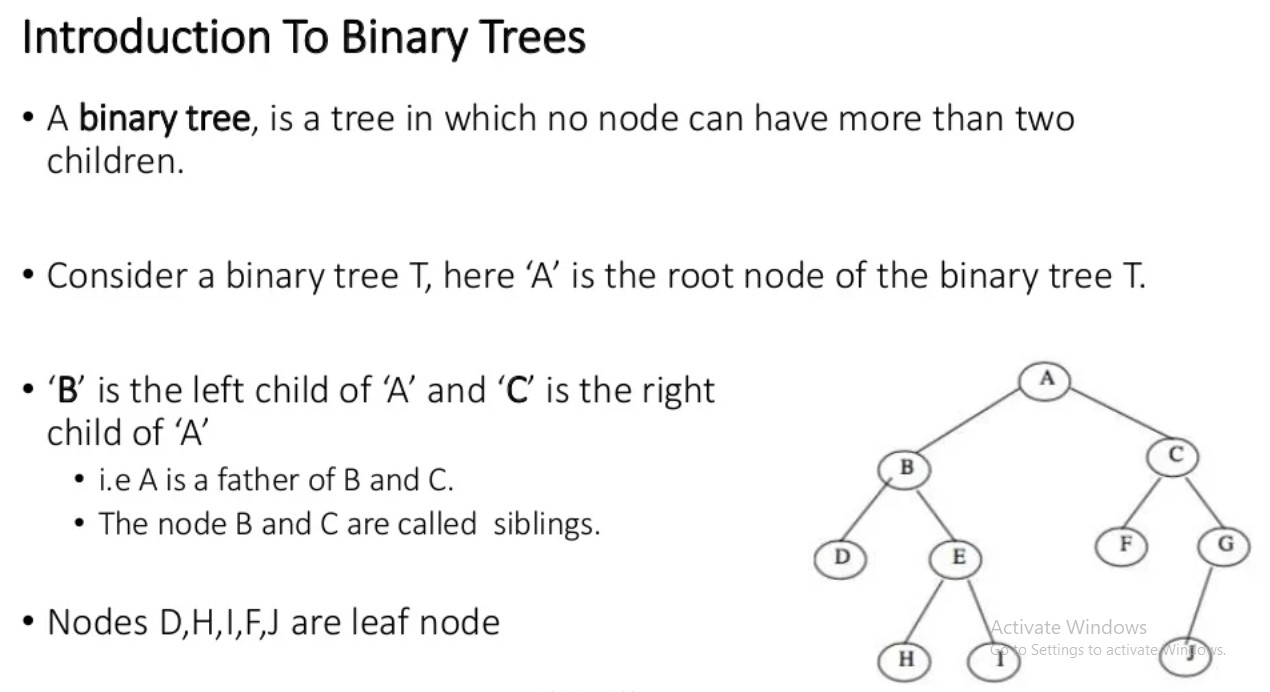 Introduction To Binary Trees
• A binary tree, is a tree in which no node can have more than two
children.
• Consider a binary tree T, here ‘A’ is the root node of the binary tree T.
• ‘B’ is the left child of ‘A’ and ‘C’ is the right
child of ‘A’
• i.e A is a father of B and C.
• The node B and C are called siblings.
• Nodes D,H,I,F,J are leaf node
A
B
C
D
E
F
G
H
I
J
Activate Windows
Go to Settings to activate Windows.